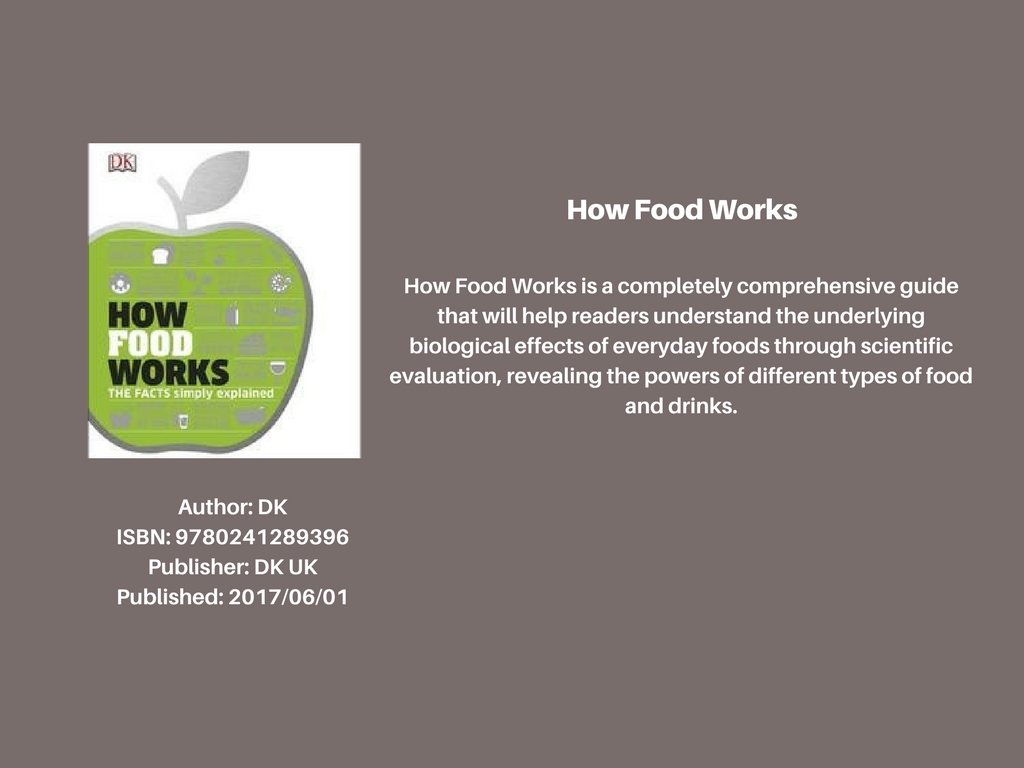 DK
HOW
FOOD
WORKS
THE FACTS simply explained
How Food Works
How Food Works is a completely comprehensive guide
that will help readers understand the underlying
biological effects of everyday foods through scientific
evaluation, revealing the powers of different types of food
and drinks.
Author: DK
ISBN: 9780241289396
Publisher: DK UK
Published: 2017/06/01